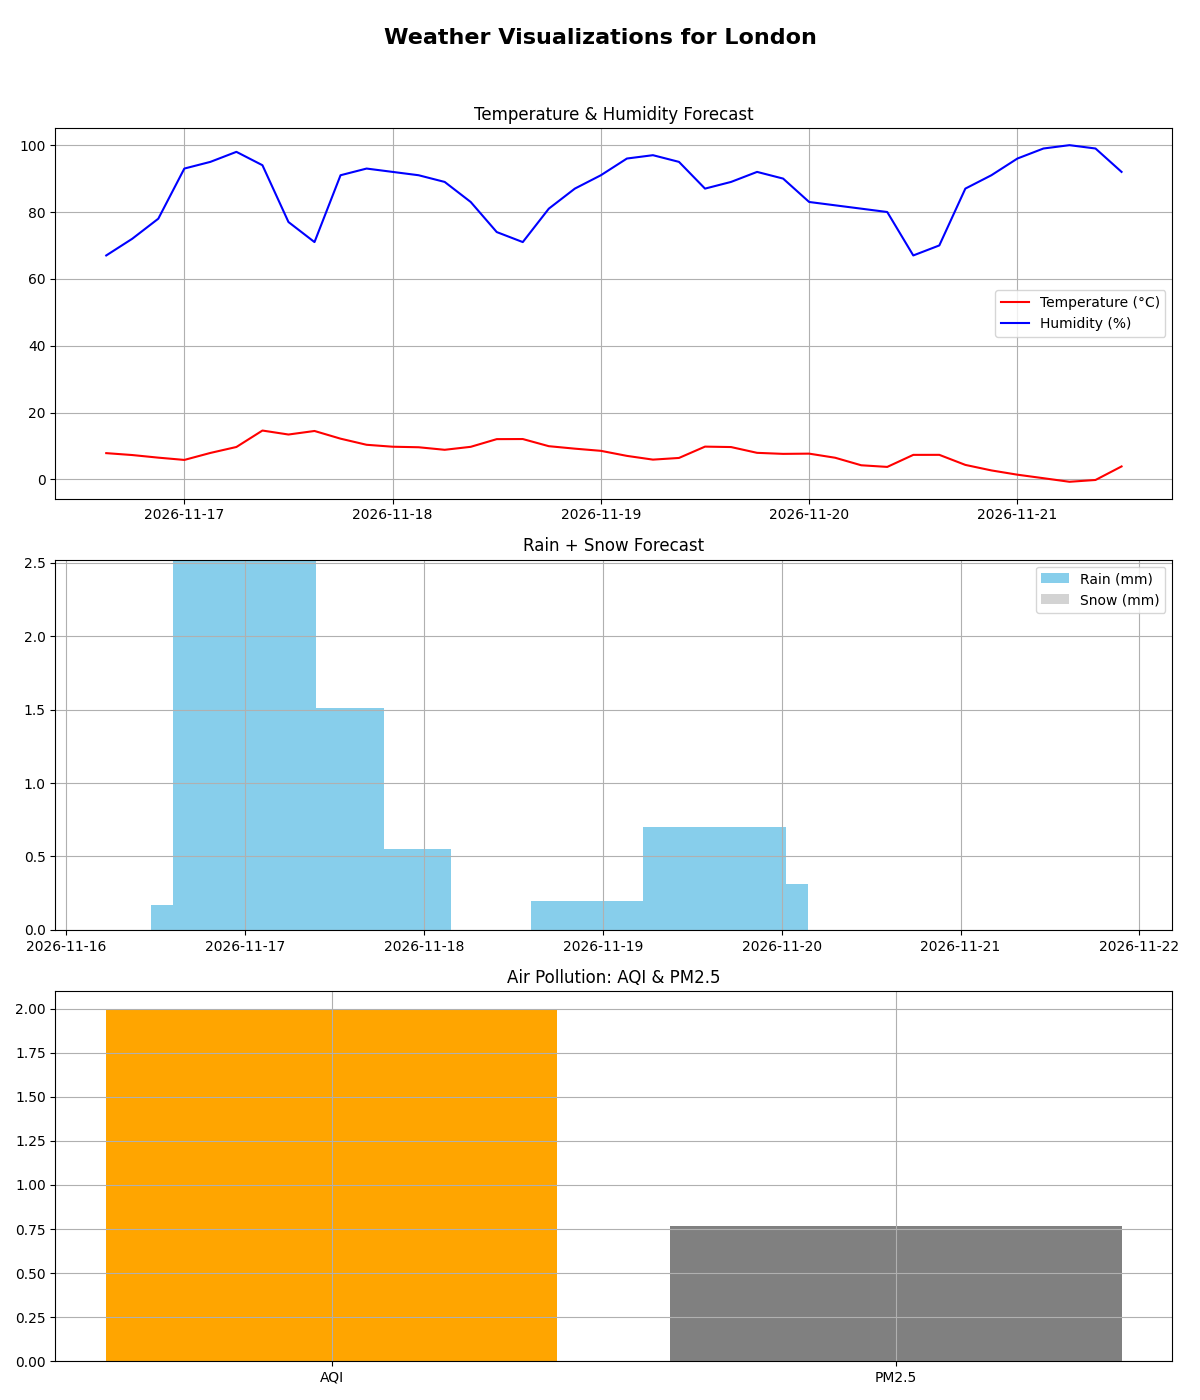 Weather Visualizations for London
Temperature & Humidity Forecast
100
80
60
40
20
0
Temperature (°C)
Humidity (%)
2026-11-17 2026-11-18 2026-11-19 2026-11-20 2026-11-21
Rain + Snow Forecast
2.5
2.0
1.5
1.0
0.5
0.0
Rain (mm)
Snow (mm)
2026-11-16 2026-11-17 2026-11-18 2026-11-19 2026-11-20 2026-11-21 2026-11-22
Air Pollution: AQI & PM2.5
2.00
1.75
1.50
1.25
1.00
0.75
0.50
0.25
0.00
AQI PM2.5